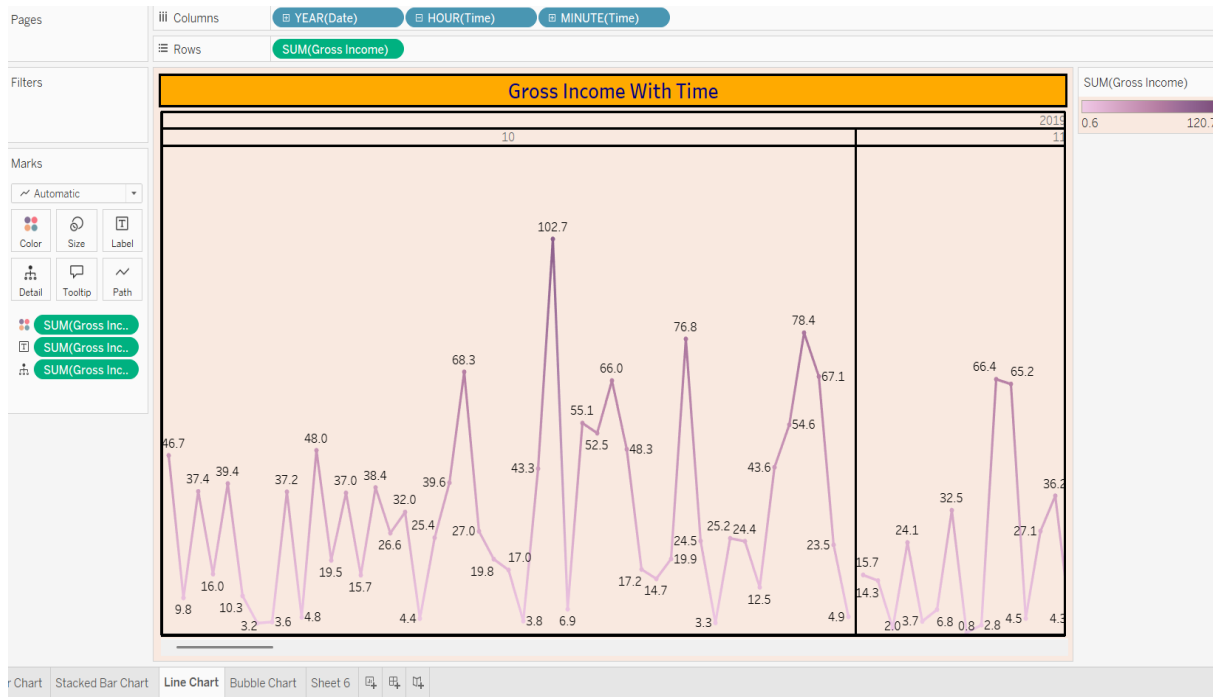 Pages
iii Columns
YEAR(Date) HOUR(Time) MINUTE(Time)
Rows
SUM(Gross Income)
Filters
Marks
Automatic
Color Size Label
Detail Tooltip Path
SUM(Gross Inc..
SUM(Gross Inc..
SUM(Gross Inc..
Gross Income With Time
2019
10 11
102.7
78.4
76.8
68.3 66.0 67.1 66.4 65.2
55.1 52.5 54.6
46.7 48.0 48.3
43.3 43.6
37.4 39.4 37.2 37.0 38.4 39.6 36.2
32.0 32.5
26.6 25.4 27.0 24.5 25.2 24.4 23.5 24.1 27.1
16.0 19.5 15.7 19.8 17.0 17.2 14.7 19.9 12.5 15.7 14.3
9.8 10.3 3.2 3.6 4.8 4.4 3.8 6.9 3.3 4.9 2.0 3.7 6.8 0.8 2.8 4.5 4.3
SUM(Gross Income)
0.6 120.7
r Chart Stacked Bar Chart Line Chart Bubble Chart Sheet 6